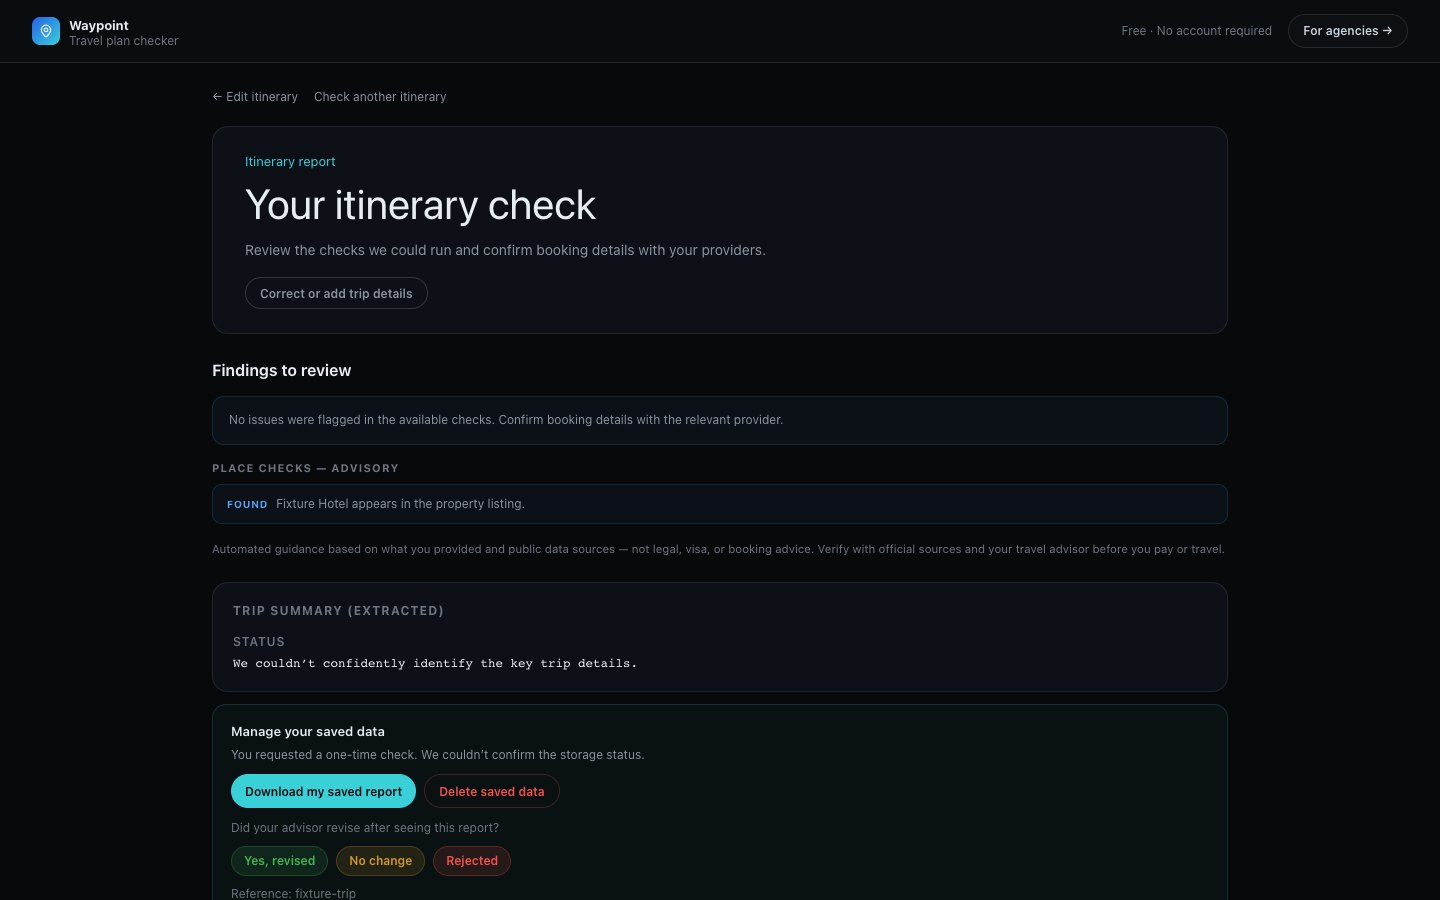 Waypoint
Travel plan checker
Free · No account required
For agencies →
← Edit itinerary
Check another itinerary
Itinerary report
Your itinerary check
Review the checks we could run and confirm booking details with your providers.
Correct or add trip details
Findings to review
No issues were flagged in the available checks. Confirm booking details with the relevant provider.
PLACE CHECKS — ADVISORY
FOUND Fixture Hotel appears in the property listing.
Automated guidance based on what you provided and public data sources — not legal, visa, or booking advice. Verify with official sources and your travel advisor before you pay or travel.
TRIP SUMMARY (EXTRACTED)
STATUS
We couldn’t confidently identify the key trip details.
Manage your saved data
You requested a one-time check. We couldn’t confirm the storage status.
Download my saved report
Delete saved data
Did your advisor revise after seeing this report?
Yes, revised
No change
Rejected
Reference: fixture-trip